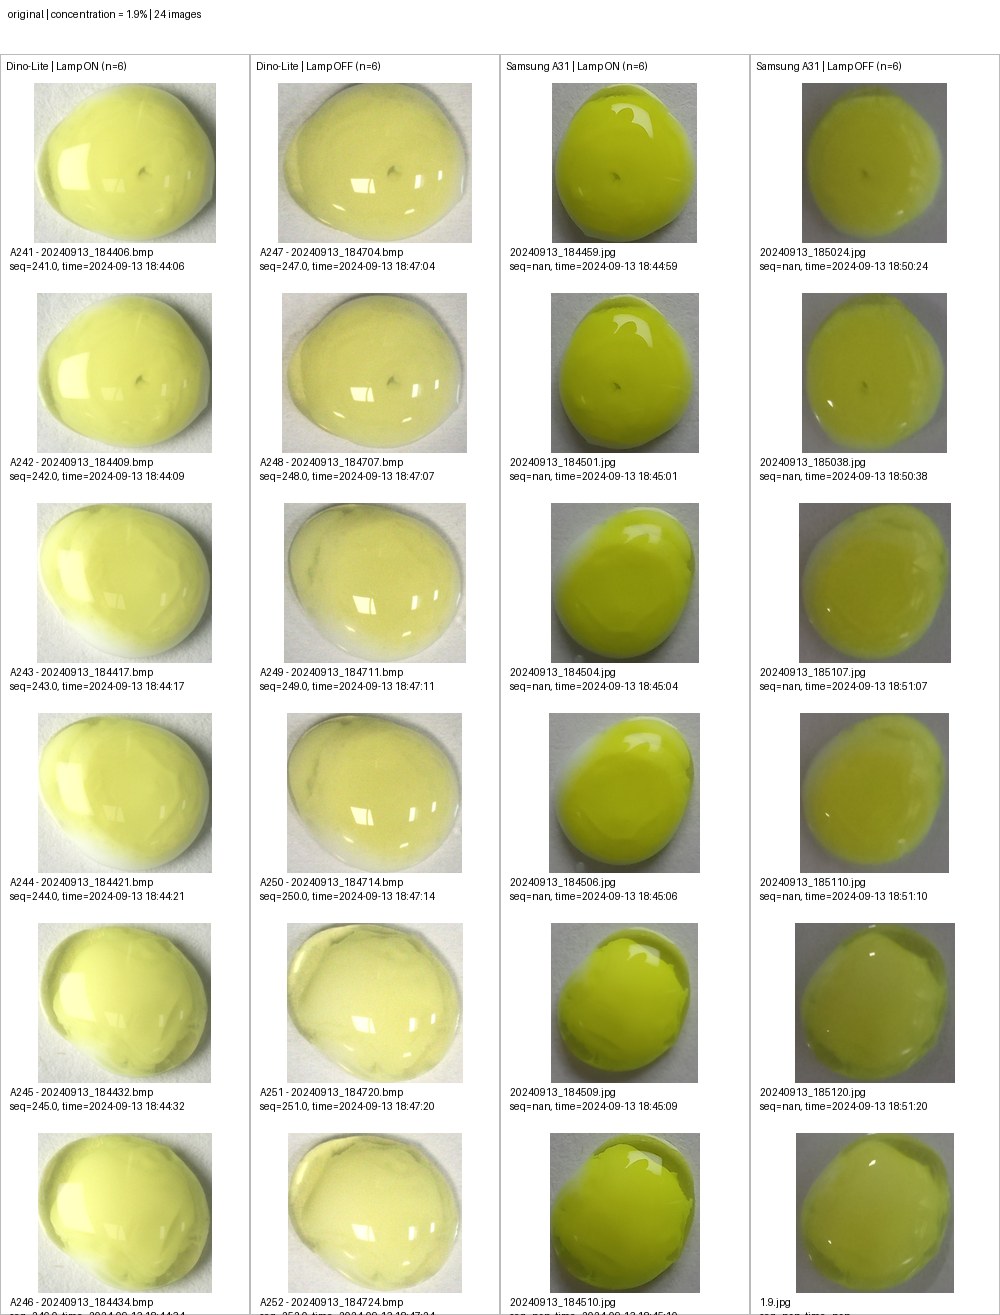 original | concentration = 1.9% | 24 images
Dino-Lite | Lamp ON (n=6)
Dino-Lite | Lamp OFF (n=6)
Samsung A31 | Lamp ON (n=6)
Samsung A31 | Lamp OFF (n=6)
A241 - 20240913_184406.bmp
seq=241.0, time=2024-09-13 18:44:06
A247 - 20240913_184704.bmp
seq=247.0, time=2024-09-13 18:47:04
20240913_184459.jpg
seq=nan, time=2024-09-13 18:44:59
20240913_185024.jpg
seq=nan, time=2024-09-13 18:50:24
A242 - 20240913_184409.bmp
seq=242.0, time=2024-09-13 18:44:09
A248 - 20240913_184707.bmp
seq=248.0, time=2024-09-13 18:47:07
20240913_184501.jpg
seq=nan, time=2024-09-13 18:45:01
20240913_185038.jpg
seq=nan, time=2024-09-13 18:50:38
A243 - 20240913_184417.bmp
seq=243.0, time=2024-09-13 18:44:17
A249 - 20240913_184711.bmp
seq=249.0, time=2024-09-13 18:47:11
20240913_184504.jpg
seq=nan, time=2024-09-13 18:45:04
20240913_185107.jpg
seq=nan, time=2024-09-13 18:51:07
A244 - 20240913_184421.bmp
seq=244.0, time=2024-09-13 18:44:21
A250 - 20240913_184714.bmp
seq=250.0, time=2024-09-13 18:47:14
20240913_184506.jpg
seq=nan, time=2024-09-13 18:45:06
20240913_185110.jpg
seq=nan, time=2024-09-13 18:51:10
A245 - 20240913_184432.bmp
seq=245.0, time=2024-09-13 18:44:32
A251 - 20240913_184720.bmp
seq=251.0, time=2024-09-13 18:47:20
20240913_184509.jpg
seq=nan, time=2024-09-13 18:45:09
20240913_185120.jpg
seq=nan, time=2024-09-13 18:51:20
A246 - 20240913_184434.bmp
A252 - 20240913_184724.bmp
20240913_184510.jpg
1.9.jpg